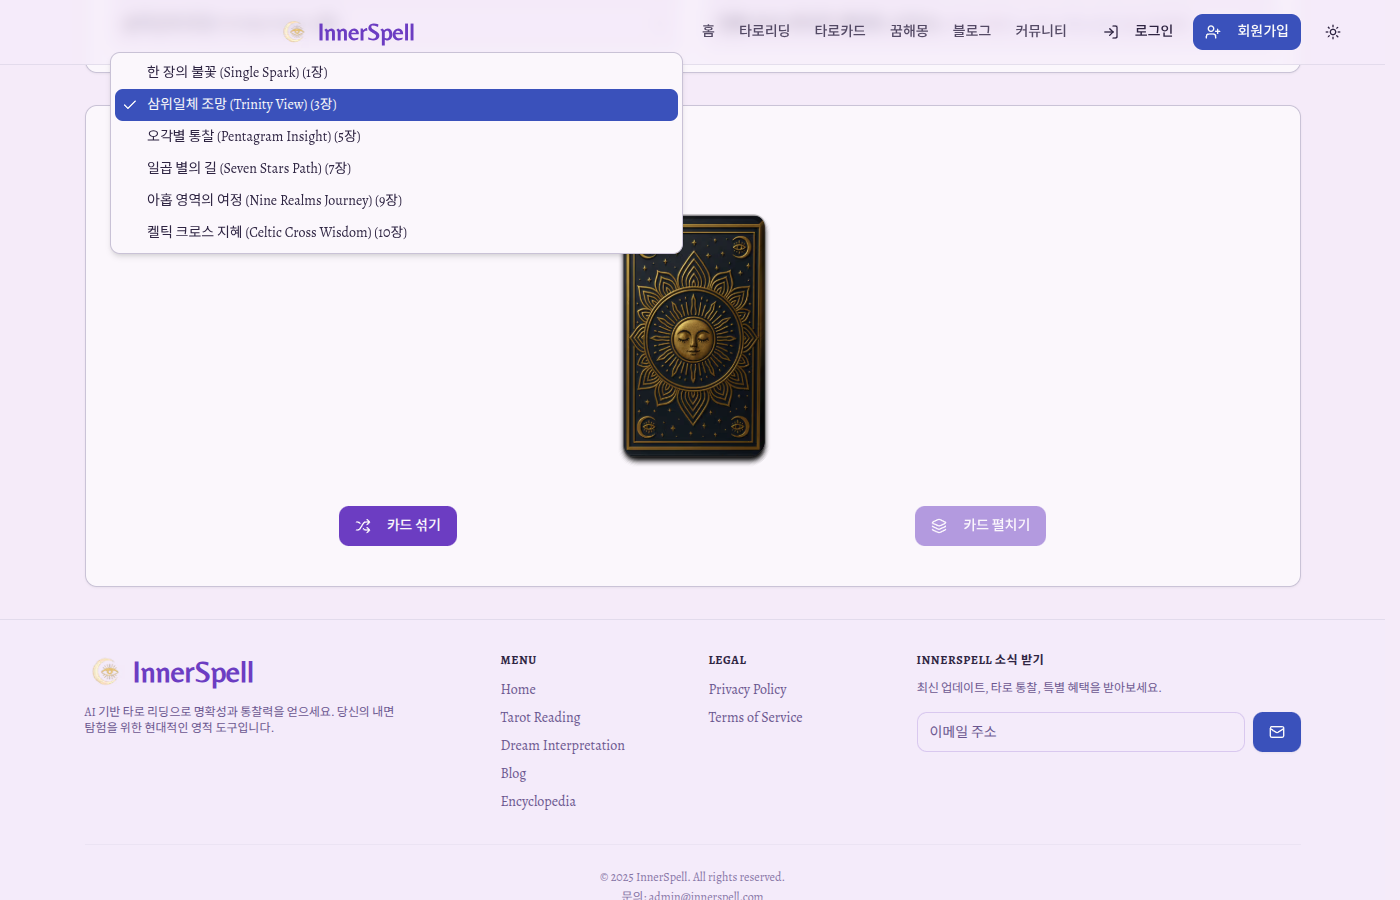 InnerSpell
홈
타로리딩
타로카드
꿈해몽
블로그
커뮤니티
로그인
회원가입
한 장의 불꽃 (Single Spark) (1장)
삼위일체 조망 (Trinity View) (3장)
오각별 통찰 (Pentagram Insight) (5장)
일곱 별의 길 (Seven Stars Path) (7장)
아홉 영역의 여정 (Nine Realms Journey) (9장)
켈틱 크로스 지혜 (Celtic Cross Wisdom) (10장)
카드 섞기
카드 펼치기
InnerSpell
AI 기반 타로 리딩으로 명확성과 통찰력을 얻으세요. 당신의 내면
탐험을 위한 현대적인 영적 도구입니다.
MENU
Home
Tarot Reading
Dream Interpretation
Blog
Encyclopedia
LEGAL
Privacy Policy
Terms of Service
INNERSPELL 소식 받기
최신 업데이트, 타로 통찰, 특별 혜택을 받아보세요.
이메일 주소
© 2025 InnerSpell. All rights reserved.
문의: admin@innerspell.com